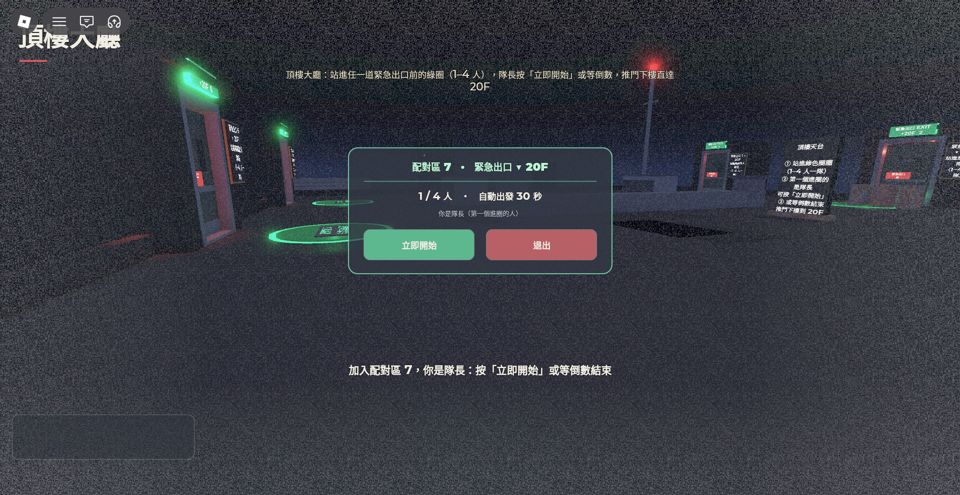 頂樓大廳
頂樓大廳：站進任一道緊急出口前的綠圈（1–4 人），隊長按「立即開始」或等倒數，推門下樓直達
20F
配對區 7 • 緊急出口 ▼ 20F
1 / 4 人 • 自動出發 30 秒
你是隊長（第一個進圈的人）
立即開始
退出
加入配對區 7，你是隊長：按「立即開始」或等倒數結束
緊急出口 EXIT
頂樓天台
① 站進綠色圈圈
(1–4 人一隊)
② 第一個進圈的
是隊長
可按「立即開始」
③ 或等倒數結束
推門下樓到 20F